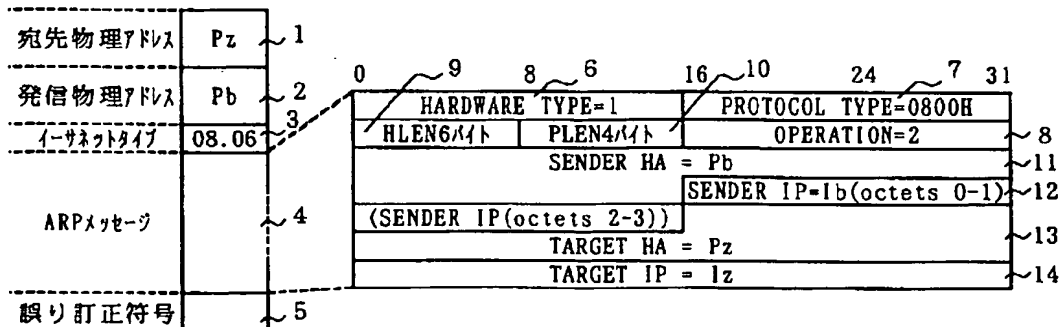 宛先物理アドレス Pz 1
発信物理アドレス Pb 2
イーサネットタイプ 08.06 3
ARPメッセージ 4
誤り訂正符号 5
0 9 8 6 16 10 24 7 31
HARDWARE TYPE=1 PROTOCOL TYPE=0800H
HLEN6バイト PLEN4バイト OPERATION=2 8
SENDER HA = Pb 11
SENDER IP=Ib(octets 0-1) 12
(SENDER IP(octets 2-3)) 13
TARGET HA = Pz
TARGET IP = Iz 14